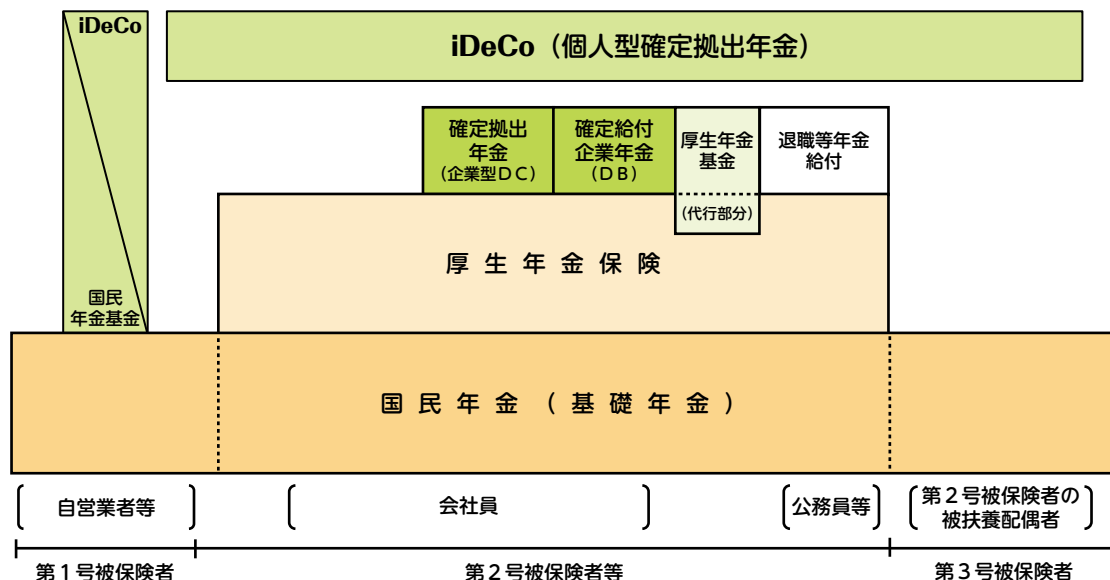 iDeCo
iDeCo（個人型確定拠出年金）
確定拠出
年金
（企業型ＤＣ）
確定給付
企業年金
（ＤＢ）
厚生年金
基金
（代行部分）
退職等年金
給付
厚生年金保険
国民
年金基金
国民年金（基礎年金）
自営業者等
会社員
公務員等
第２号被保険者の
被扶養配偶者
第１号被保険者
第２号被保険者等
第３号被保険者